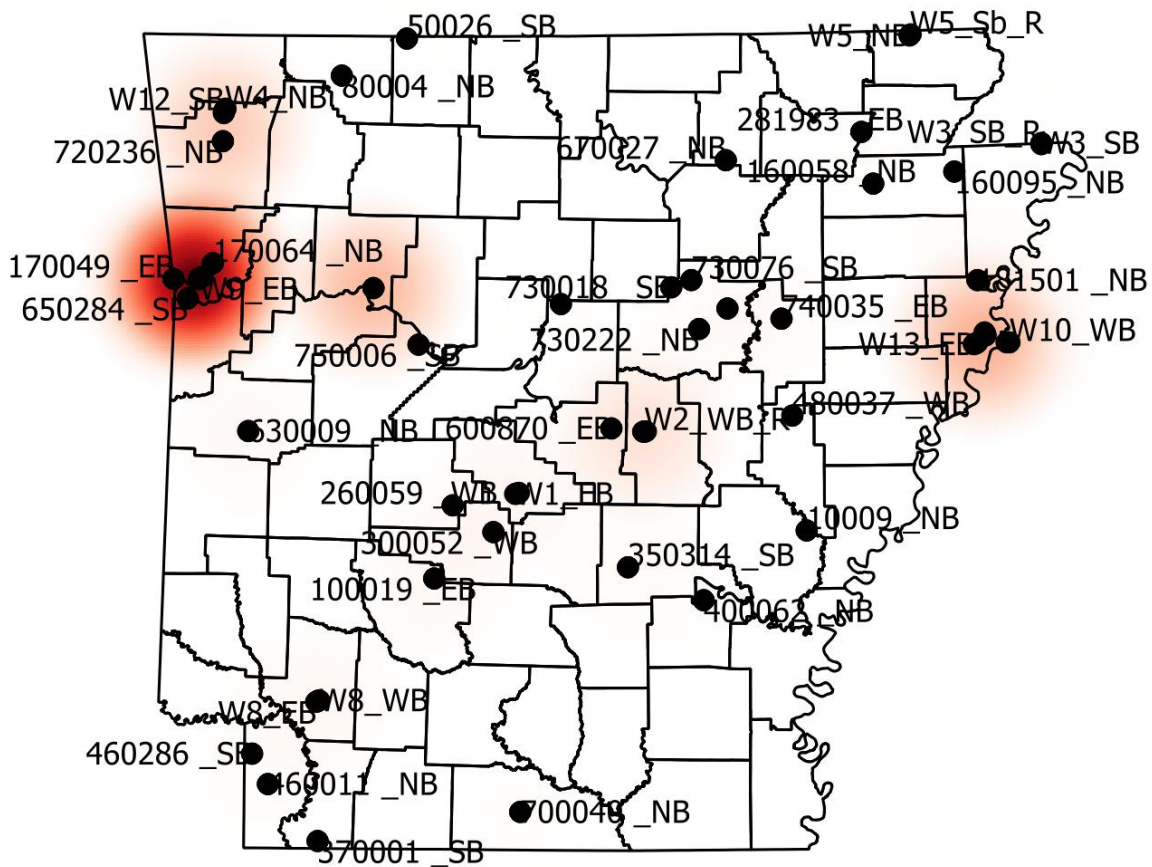 50026 _SB
W5_Sb_R
W5_NB
80004 _NB
W12_SB
W4_NB
281983 _EB
W3_SB_R
W3_SB
720236 _NB
670027 _NB
160058 _NB
160095 _NB
170064 _NB
170049 _EB
W9_EB
650284 _SB
730018 _SB
730076 _SB
181501 _NB
740035 _EB
750006 _SB
730222 _NB
W13_EB
W10_WB
480037 _WB
630009 _NB
600870 _EB
W2_WB_R
260059 _WB
W1_EB
300052 _WB
10009 _NB
350314 _SB
100019 _EB
400062 _NB
W8_EB
W8_WB
460286 _SB
460011 _NB
700040 _NB
370001 _SB